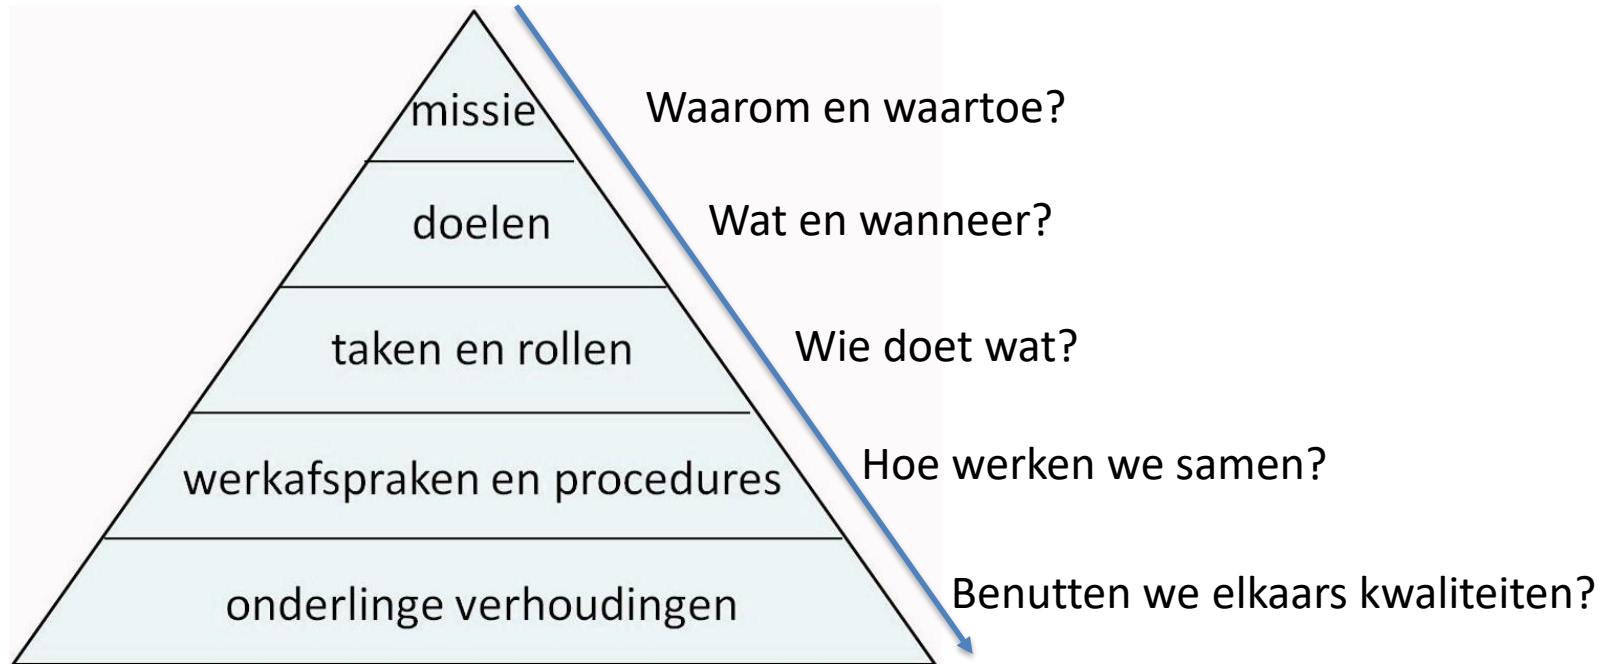 missie
Waarom en waartoe?
doelen
Wat en wanneer?
taken en rollen
Wie doet wat?
werkafspraken en procedures
Hoe werken we samen?
onderlinge verhoudingen
Benutten we elkaars kwaliteiten?